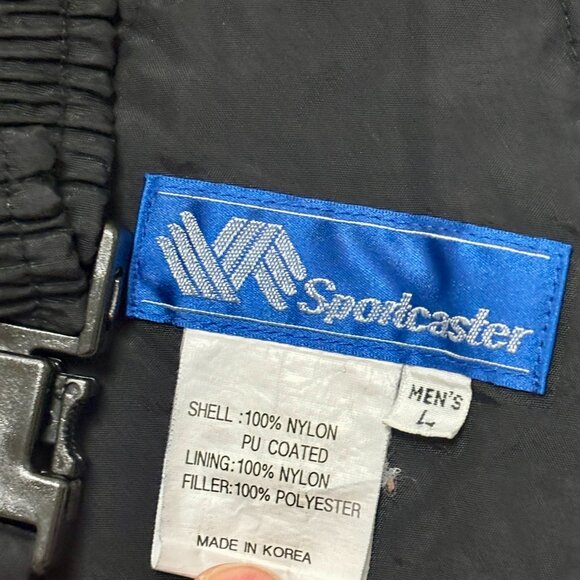 Sportcaster
MEN'S
L
SHELL:100% NYLON
PU COATED
LINING:100% NYLON
FILLER:100% POLYESTER
MADE IN KOREA